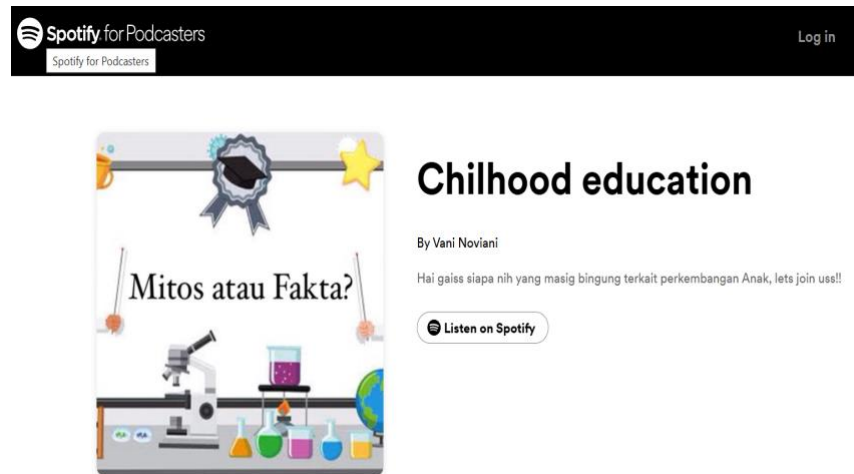 Spotify for Podcasters
Log in
Spotify for Podcasters
Mitos atau Fakta?
Chilhood education
By Vani Noviani
Hai gaiss siapa nih yang masig bingung terkait perkembangan Anak, lets join uss!!
Listen on Spotify